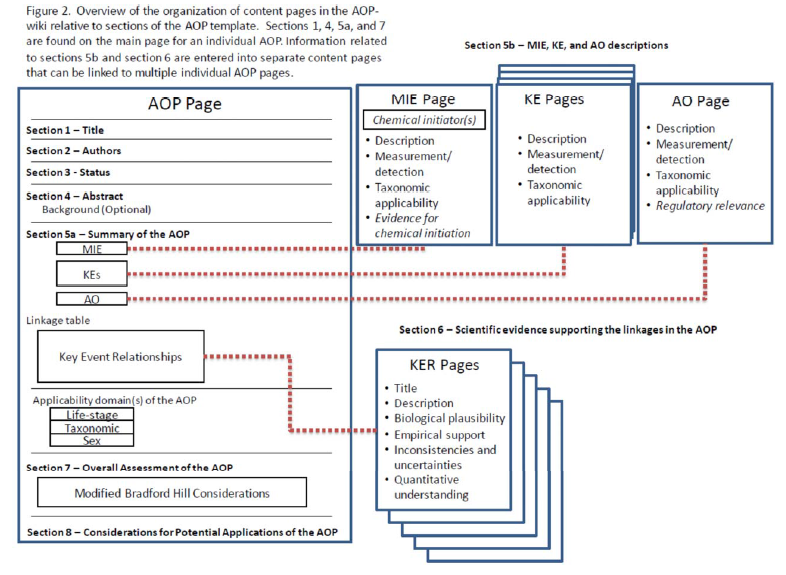 Figure 2.  Overview of the organization of content pages in the AOP-
wiki relative to sections of the AOP template.  Sections 1, 4, 5a, and 7
are found on the main page for an individual AOP. Information related
to sections 5b and section 6 are entered into separate content pages
that can be linked to multiple individual AOP pages.
Section 5b – MIE, KE, and AO descriptions
AOP Page
Section 1 – Title
Section 2 – Authors
Section 3 - Status
Section 4 – Abstract
Background (Optional)
Section 5a – Summary of the AOP
MIE
KEs
AO
Linkage table
Key Event Relationships
Applicability domain(s) of the AOP
Life-stage
Taxonomic
Sex
Section 7 – Overall Assessment of the AOP
Modified Bradford Hill Considerations
Section 8 – Considerations for Potential Applications of the AOP
MIE Page
Chemical initiator(s)
• Description
• Measurement/
detection
• Taxonomic
applicability
• Evidence for
chemical initiation
KE Pages
• Description
• Measurement/
detection
• Taxonomic
applicability
AO Page
• Description
• Measurement/
detection
• Taxonomic
applicability
• Regulatory relevance
Section 6 – Scientific evidence supporting the linkages in the AOP
KER Pages
• Title
• Description
• Biological plausibility
• Empirical support
• Inconsistencies and
uncertainties
• Quantitative
understanding